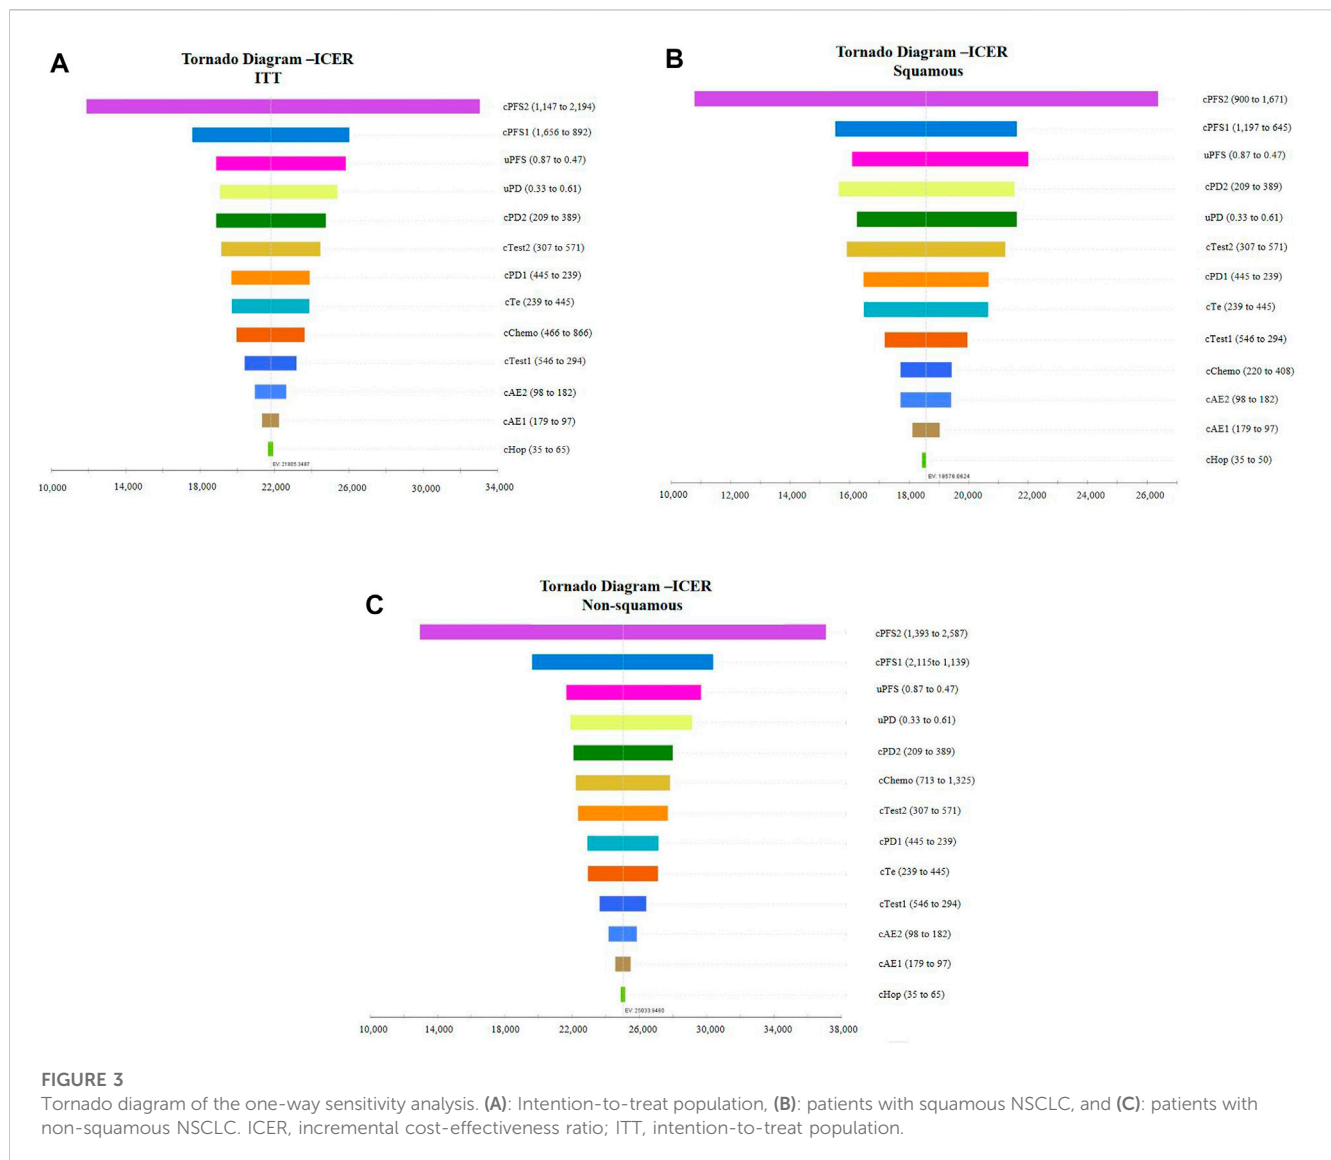 A
Tornado Diagram –ICER
ITT
cPFS2 (1,147 to 2,194)
cPFS1 (1,656 to 892)
uPFS (0.87 to 0.47)
uPD (0.33 to 0.61)
cPD2 (209 to 389)
cTest2 (307 to 571)
cPD1 (445 to 239)
cTe (239 to 445)
cChemo (466 to 866)
cTest1 (546 to 294)
cAE2 (98 to 182)
cAE1 (179 to 97)
cHop (35 to 65)
EV: 21805.3487
10,000 14,000 18,000 22,000 26,000 30,000 34,000
B
Tornado Diagram –ICER
Squamous
cPFS2 (900 to 1,671)
cPFS1 (1,197 to 645)
uPFS (0.87 to 0.47)
cPD2 (209 to 389)
uPD (0.33 to 0.61)
cTest2 (307 to 571)
cPD1 (445 to 239)
cTe (239 to 445)
cTest1 (546 to 294)
cChemo (220 to 408)
cAE2 (98 to 182)
cAE1 (179 to 97)
cHop (35 to 50)
10,000 14,000 16,000 18,000 20,000 22,000 24,000 26,000
C
Tornado Diagram –ICER
Non-squamous
cPFS2 (1,393 to 2,587)
cPFS1 (2,115to 1,139)
uPFS (0.87 to 0.47)
uPD (0.33 to 0.61)
cPD2 (209 to 389)
cChemo (713 to 1,325)
cTest2 (307 to 571)
cPD1 (445 to 239)
cTe (239 to 445)
cTest1 (546 to 294)
cAE2 (98 to 182)
cAE1 (179 to 97)
cHop (35 to 65)
10,000 14,000 22,000 26,000 30,000 34,000 38,000
FIGURE 3
Tornado diagram of the one-way sensitivity analysis. (A): Intention-to-treat population, (B): patients with squamous NSCLC, and (C): patients with
non-squamous NSCLC. ICER, incremental cost-effectiveness ratio; ITT, intention-to-treat population.